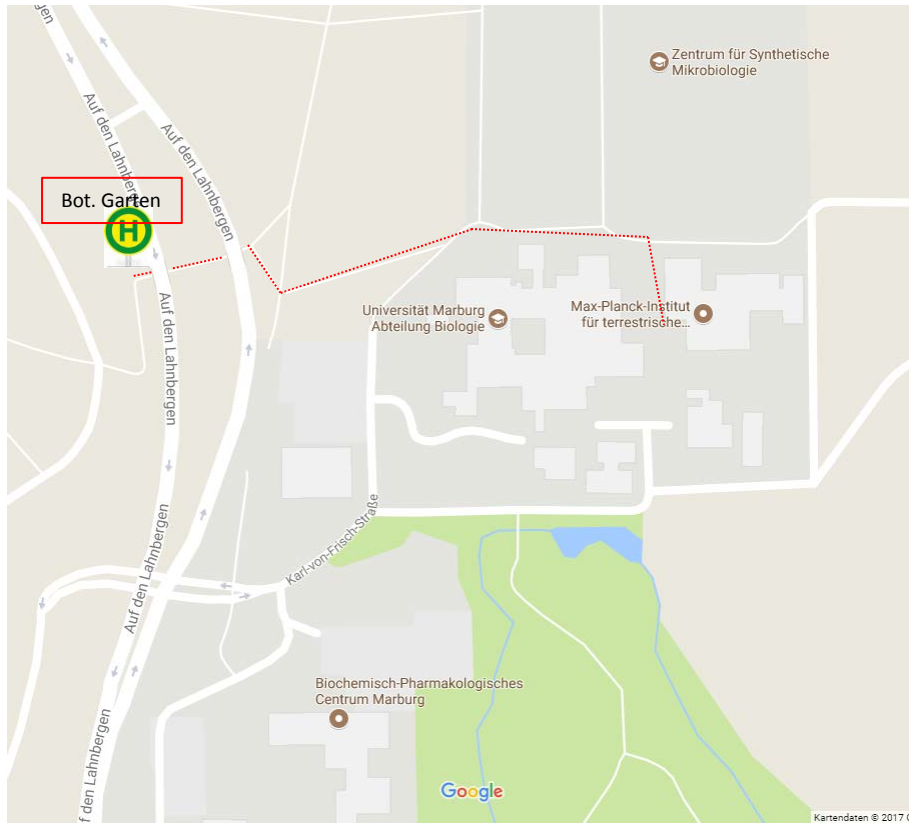 Zentrum für Synthetische
Mikrobiologie
Auf den Lahnbergen
Auf den Lahnbergen
Bot. Garten
H
Universität Marburg
Abteilung Biologie
Max-Planck-Institut
für terrestrische...
Auf den Lahnbergen
Karl-von-Frisch-Straße
Auf den Lahnbergen
Biochemisch-Pharmakologisches
Centrum Marburg
f den Lahnbergen
Google
Kartendaten © 2017